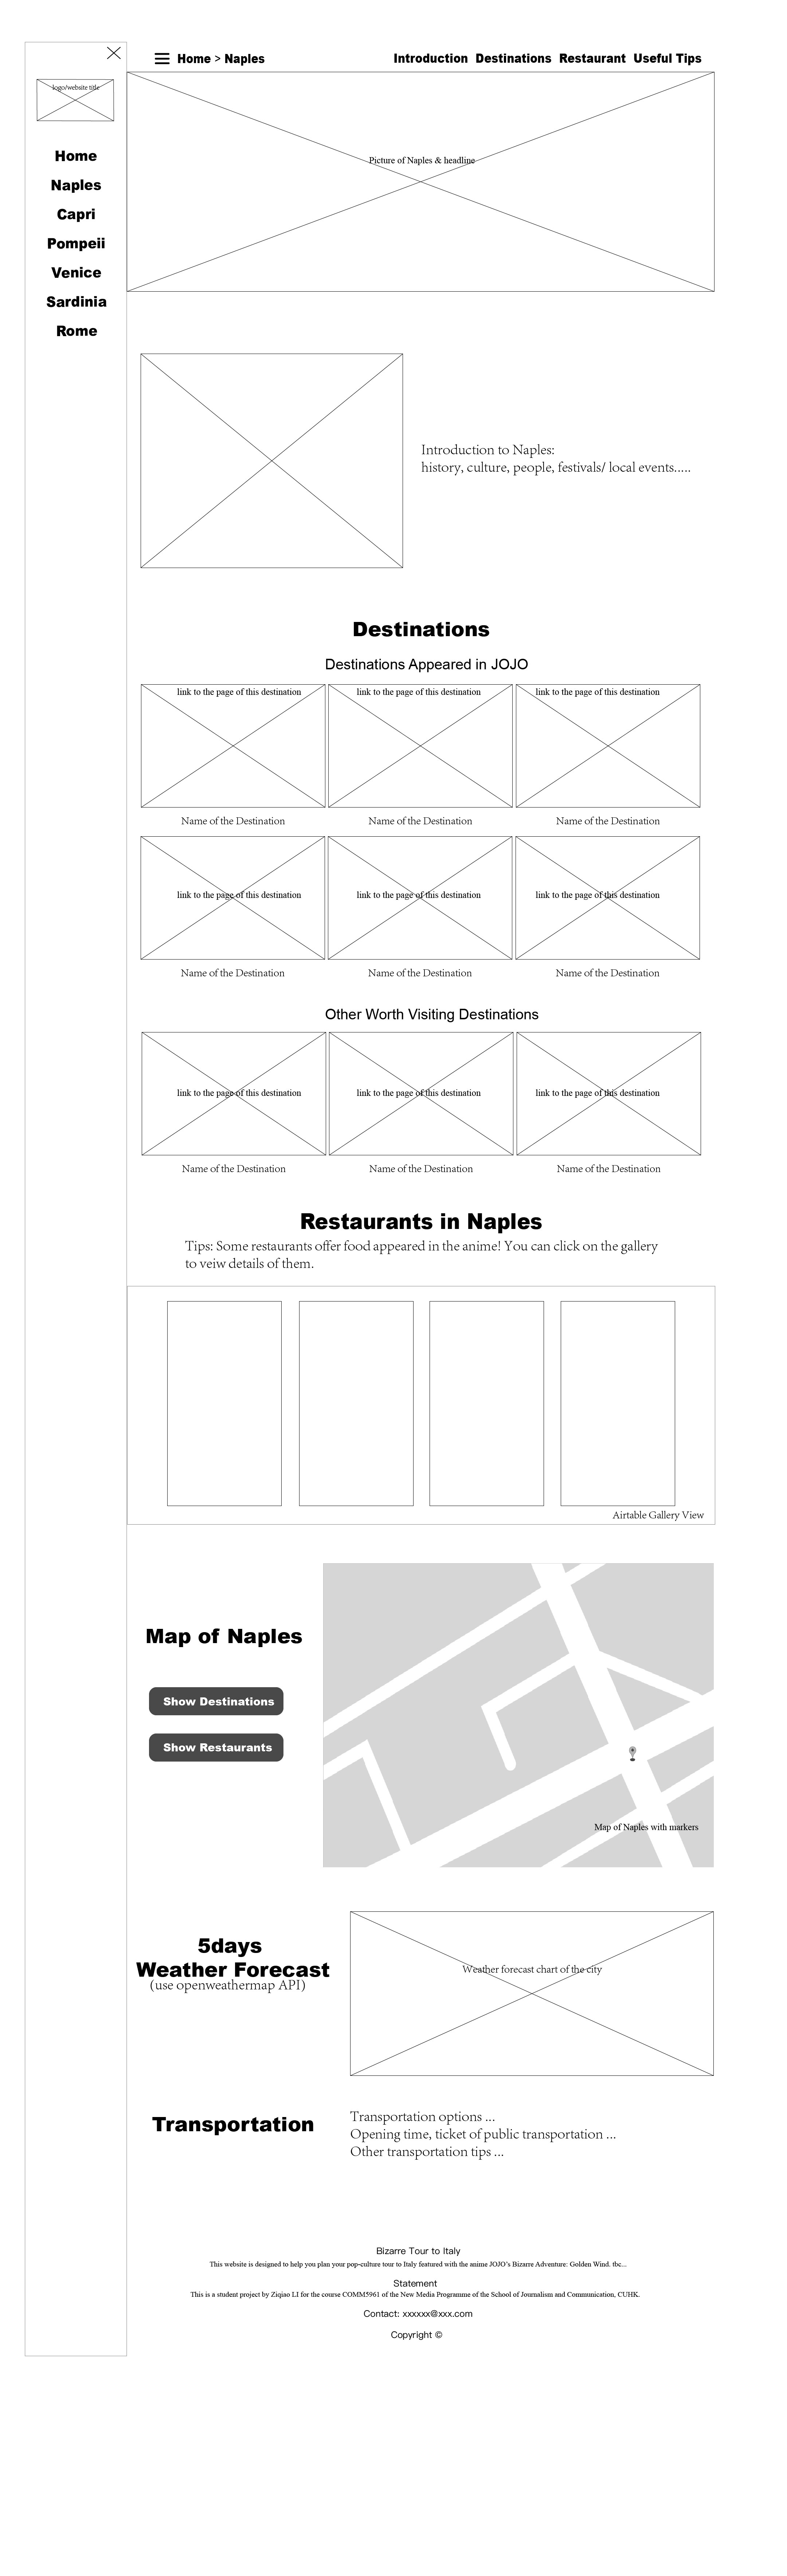 logo/website title
Home
Naples
Capri
Pompeii
Venice
Sardinia
Rome
Home > Naples
Introduction Destinations Restaurant Useful Tips
Picture of Naples & headline
Introduction to Naples:
history, culture, people, festivals/ local events.....
Destinations
Destinations Appeared in JOJO
link to the page of this destination
link to the page of this destination
link to the page of this destination
Name of the Destination
Name of the Destination
Name of the Destination
link to the page of this destination
link to the page of this destination
link to the page of this destination
Name of the Destination
Name of the Destination
Name of the Destination
Other Worth Visiting Destinations
link to the page of this destination
link to the page of this destination
link to the page of this destination
Name of the Destination
Name of the Destination
Name of the Destination
Restaurants in Naples
Tips: Some restaurants offer food appeared in the anime! You can click on the gallery
to veiw details of them.
Airtable Gallery View
Map of Naples
Show Destinations
Show Restaurants
Map of Naples with markers
5days
Weather Forecast
(use openweathermap API)
Weather forecast chart of the city
Transportation
Transportation options ...
Opening time, ticket of public transportation ...
Other transportation tips ...
Bizarre Tour to Italy
This website is designed to help you plan your pop-culture tour to Italy featured with the anime JOJO's Bizarre Adventure: Golden Wind. tbc...
Statement
This is a student project by Ziqiao LI for the course COMM5961 of the New Media Programme of the School of Journalism and Communication, CUHK.
Contact: xxxxxx@xxx.com
Copyright ©